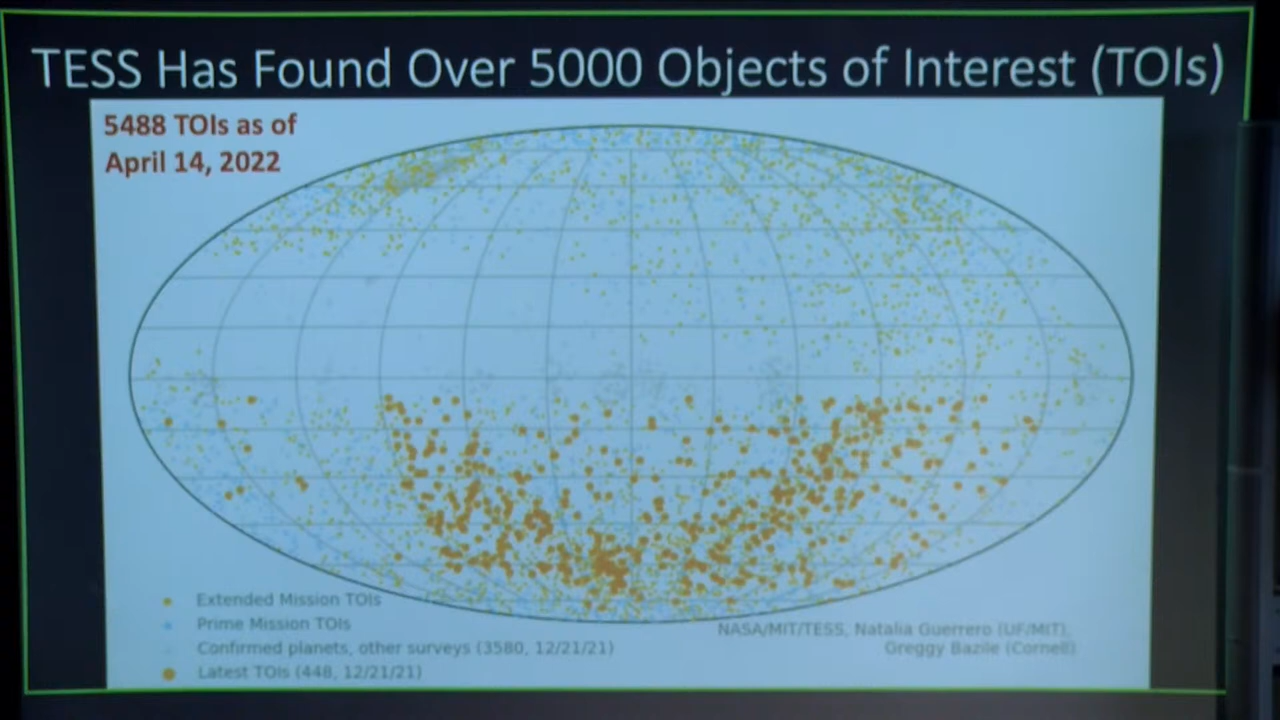 TESS Has Found Over 5000 Objects of Interest (TOIs)
5488 TOIs as of
April 14, 2022
Extended Mission TOIs
Prime Mission TOIs
Confirmed planets, other surveys (3580, 12/21/21)
Latest TOIs (448, 12/21/21)
NASA/MIT/TESS, Natalia Guerrero (UF/MIT),
Greggy Bazile (Cornell)